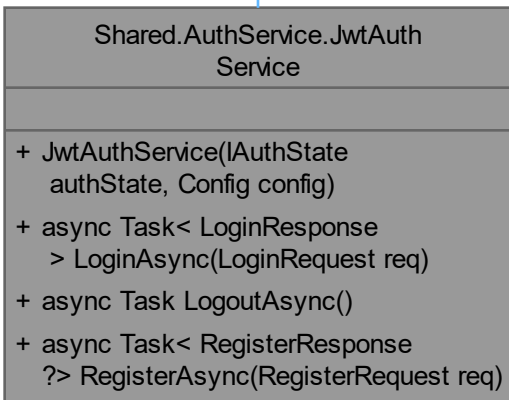 Shared.AuthService.JwtAuth
Service
+ JwtAuthService(IAuthState
authState, Config config)
+ async Task< LoginResponse
> LoginAsync(LoginRequest req)
+ async Task LogoutAsync()
+ async Task< RegisterResponse
?> RegisterAsync(RegisterRequest req)